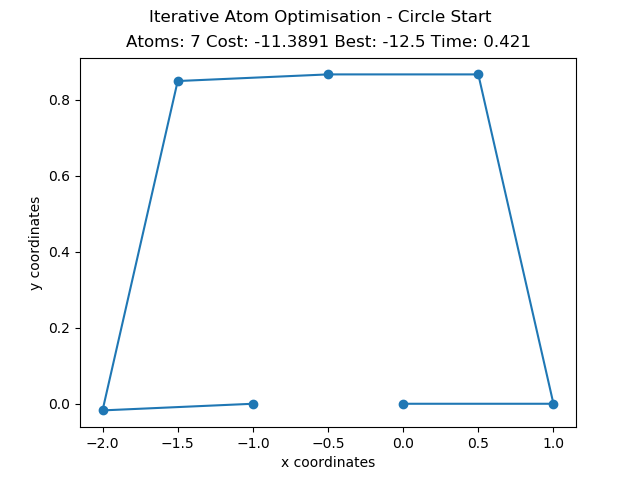 Iterative Atom Optimisation - Circle Start
Atoms: 7 Cost: -11.3891 Best: -12.5 Time: 0.421
0.8
0.6
0.4
0.2
0.0
y coordinates
−2.0 −1.5 −1.0 −0.5 0.0 0.5 1.0
x coordinates